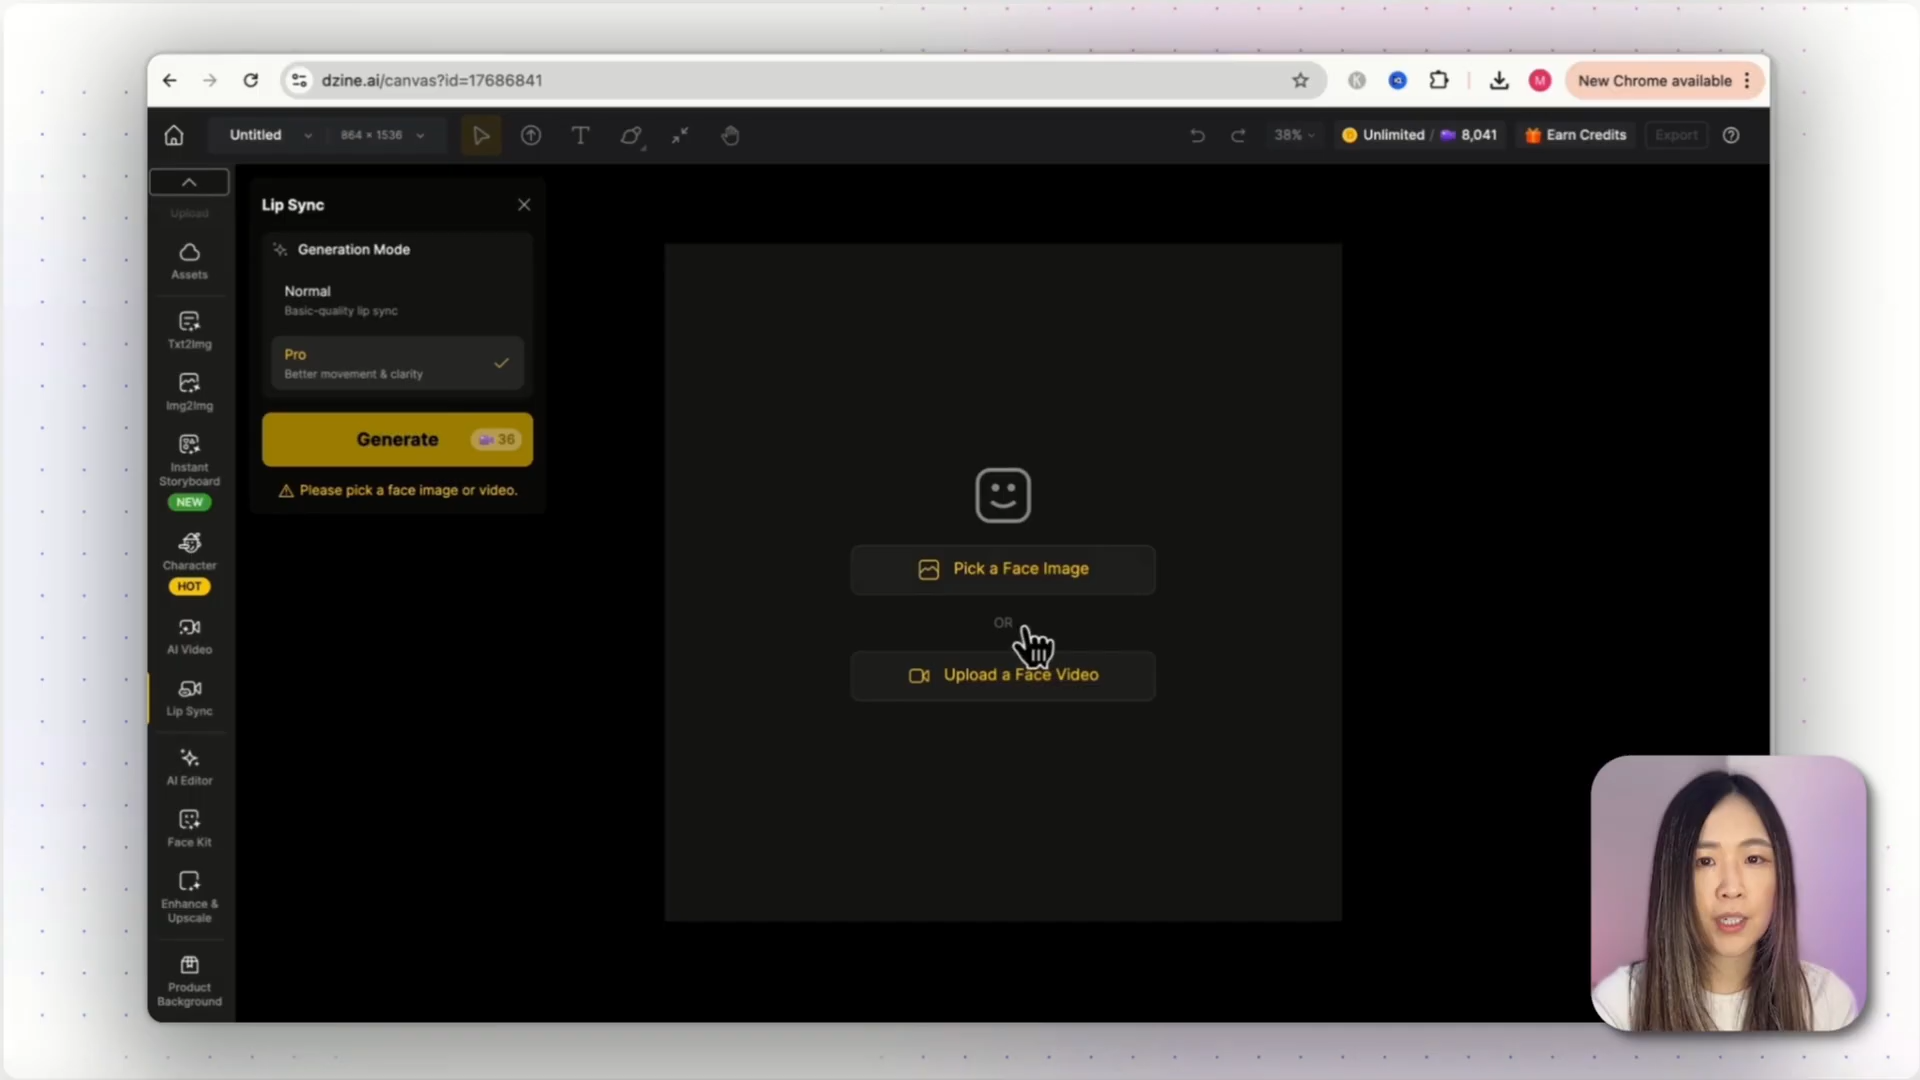 dzine.ai/canvas?id=17686841
New Chrome available
Untitled
864 × 1536
38%
Unlimited / 8,041
Earn Credits
Export
Upload
Assets
Txt2Img
Img2Img
Instant
Storyboard
NEW
Character
HOT
AI Video
Lip Sync
AI Editor
Face Kit
Enhance &
Upscale
Product
Background
Lip Sync
Generation Mode
Normal
Basic-quality lip sync
Pro
Better movement & clarity
Generate 36
Please pick a face image or video.
Pick a Face Image
OR
Upload a Face Video
M
K